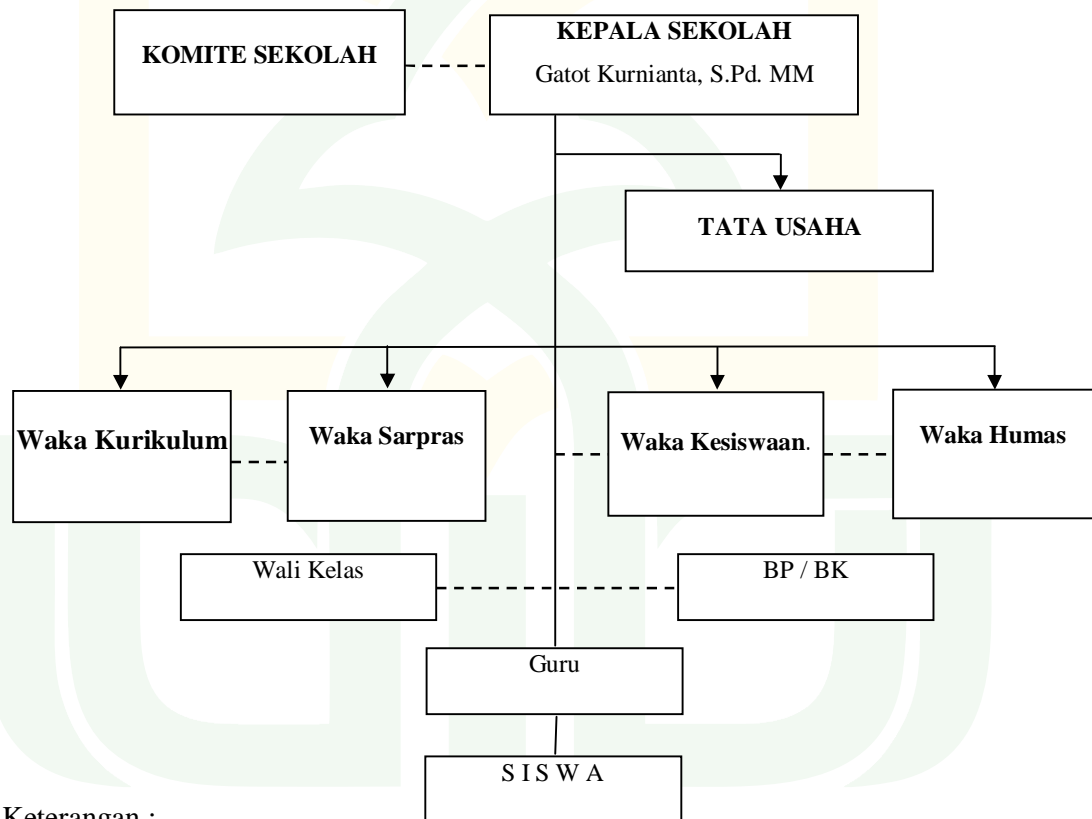 KOMITE SEKOLAH
KEPALA SEKOLAH
Gatot Kurnianta, S.Pd. MM
TATA USAHA
Waka Kurikulum
Waka Sarpras
Waka Kesiswaan.
Waka Humas
Wali Kelas
BP / BK
Guru
S I S W A
Keterangan :